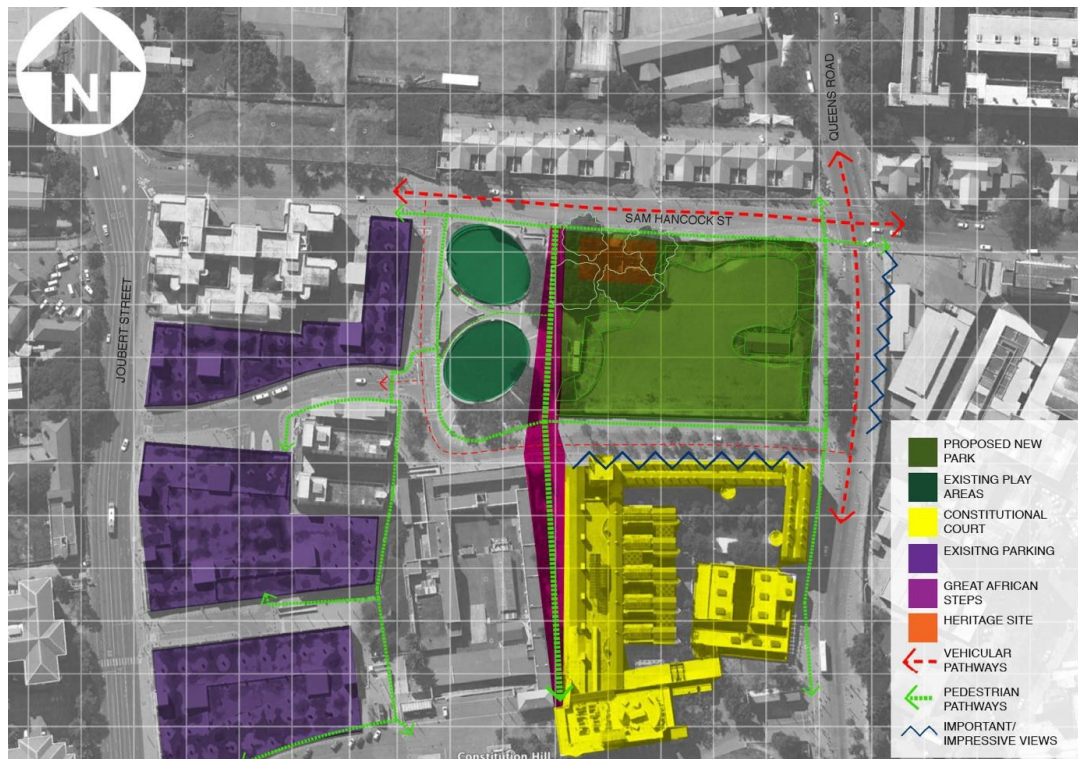 N
QUEENS ROAD
SAM HANCOCK ST
JOUBERT STREET
PROPOSED NEW
PARK
EXISTING PLAY
AREAS
CONSTITUTIONAL
COURT
EXISITNG PARKING
GREAT AFRICAN
STEPS
HERITAGE SITE
VEHICULAR
PATHWAYS
PEDESTRIAN
PATHWAYS
IMPORTANT/
IMPRESSIVE VIEWS
Constitution Hill